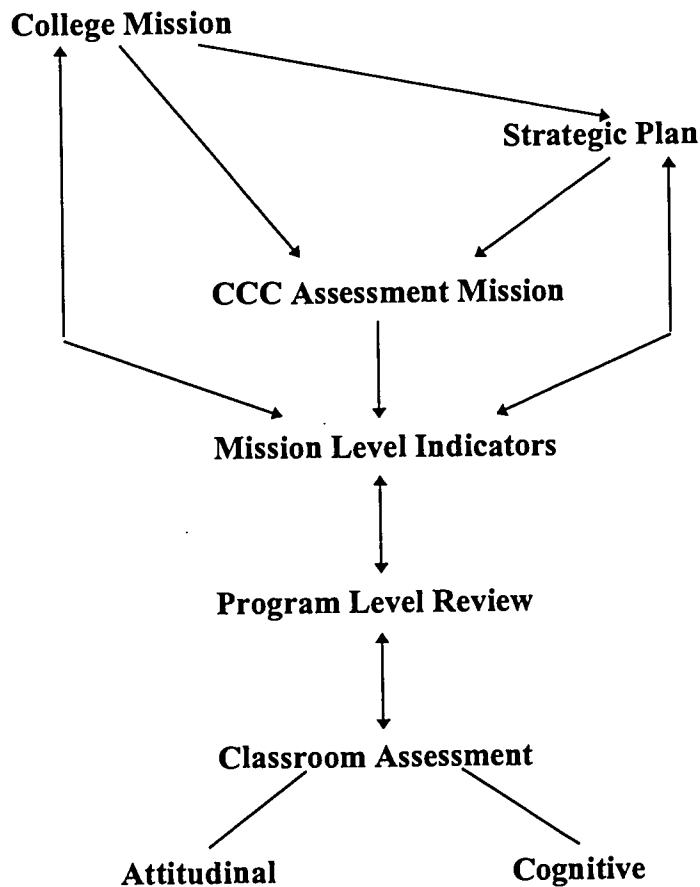 College Mission
Strategic Plan
CCC Assessment Mission
Mission Level Indicators
Program Level Review
Classroom Assessment
Attitudinal
Cognitive